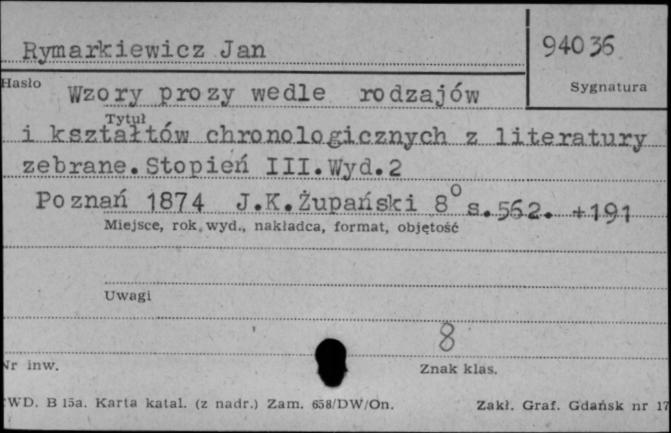 Rymarkiewicz Jan
94036
Hasło
Sygnatura
Wzory prozy wedle rodzajów
Tytuł
i kształtów chronologicznych z literatury
zebrane. Stopień III. Wyd. 2
Poznań 1874 J.K. Żupański 8° s. 562. +191
Miejsce, rok, wyd., nakładca, format, objętość
Uwagi
8
Nr inw.
Znak klas.
WD. B 15a. Karta katal. (z nadr.) Zam. 658/DW/On.
Zakł. Graf. Gdańsk nr 17